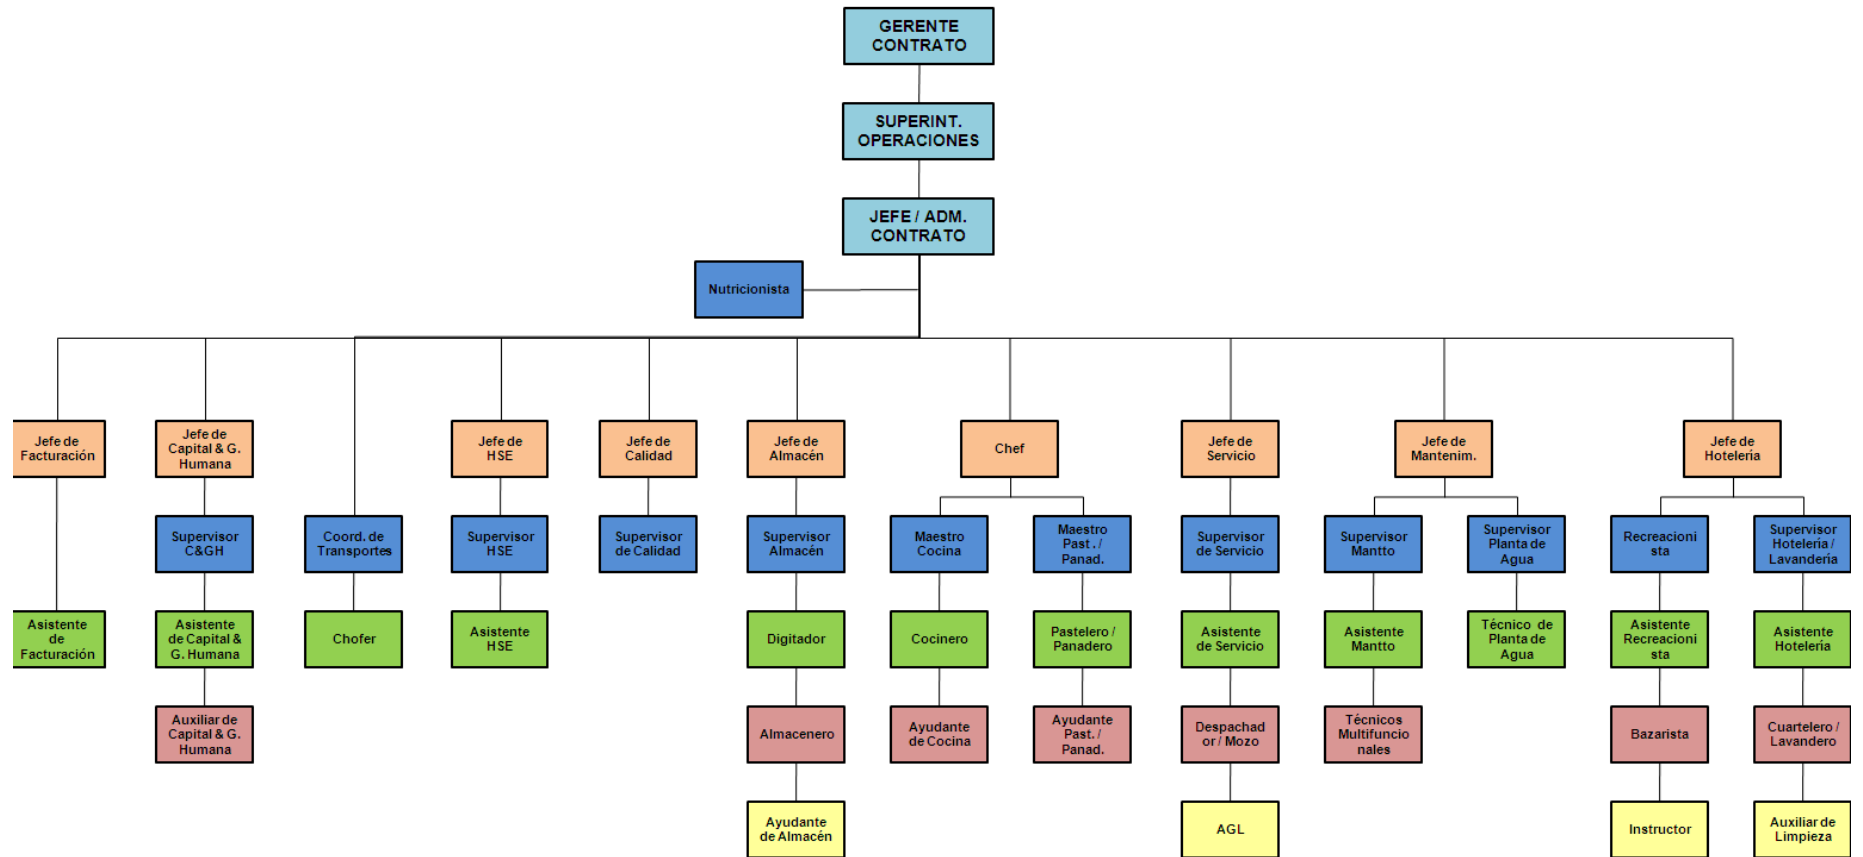 GERENTE
CONTRATO
SUPERINT.
OPERACIONES
JEFE / ADM.
CONTRATO
Nutricionista
Jefe de
Facturación
Jefe de
Capital & G.
Humana
Jefe de
HSE
Jefe de
Calidad
Jefe de
Almacén
Chef
Jefe de
Servicio
Jefe de
Mantenim.
Jefe de
Hotelería
Supervisor
C&GH
Coord. de
Transportes
Supervisor
HSE
Supervisor
de Calidad
Supervisor
Almacén
Maestro
Cocina
Maestro
Past. /
Panad.
Supervisor
de Servicio
Supervisor
Mantto
Supervisor
Planta de
Agua
Recreacioni
sta
Supervisor
Hotelería /
Lavandería
Asistente
de
Facturación
Asistente
de Capital &
G. Humana
Chofer
Asistente
HSE
Digitador
Cocinero
Pastelero /
Panadero
Asistente
de Servicio
Asistente
Mantto
Técnico de
Planta de
Agua
Asistente
Recreacioni
sta
Asistente
Hotelería
Auxiliar de
Capital & G.
Humana
Almacenero
Ayudante
de Cocina
Ayudante
Past. /
Panad.
Despachad
or / Mozo
Técnicos
Multifuncio
nales
Bazarista
Cuartelero /
Lavandero
Ayudante
de Almacén
AGL
Instructor
Auxiliar de
Limpieza